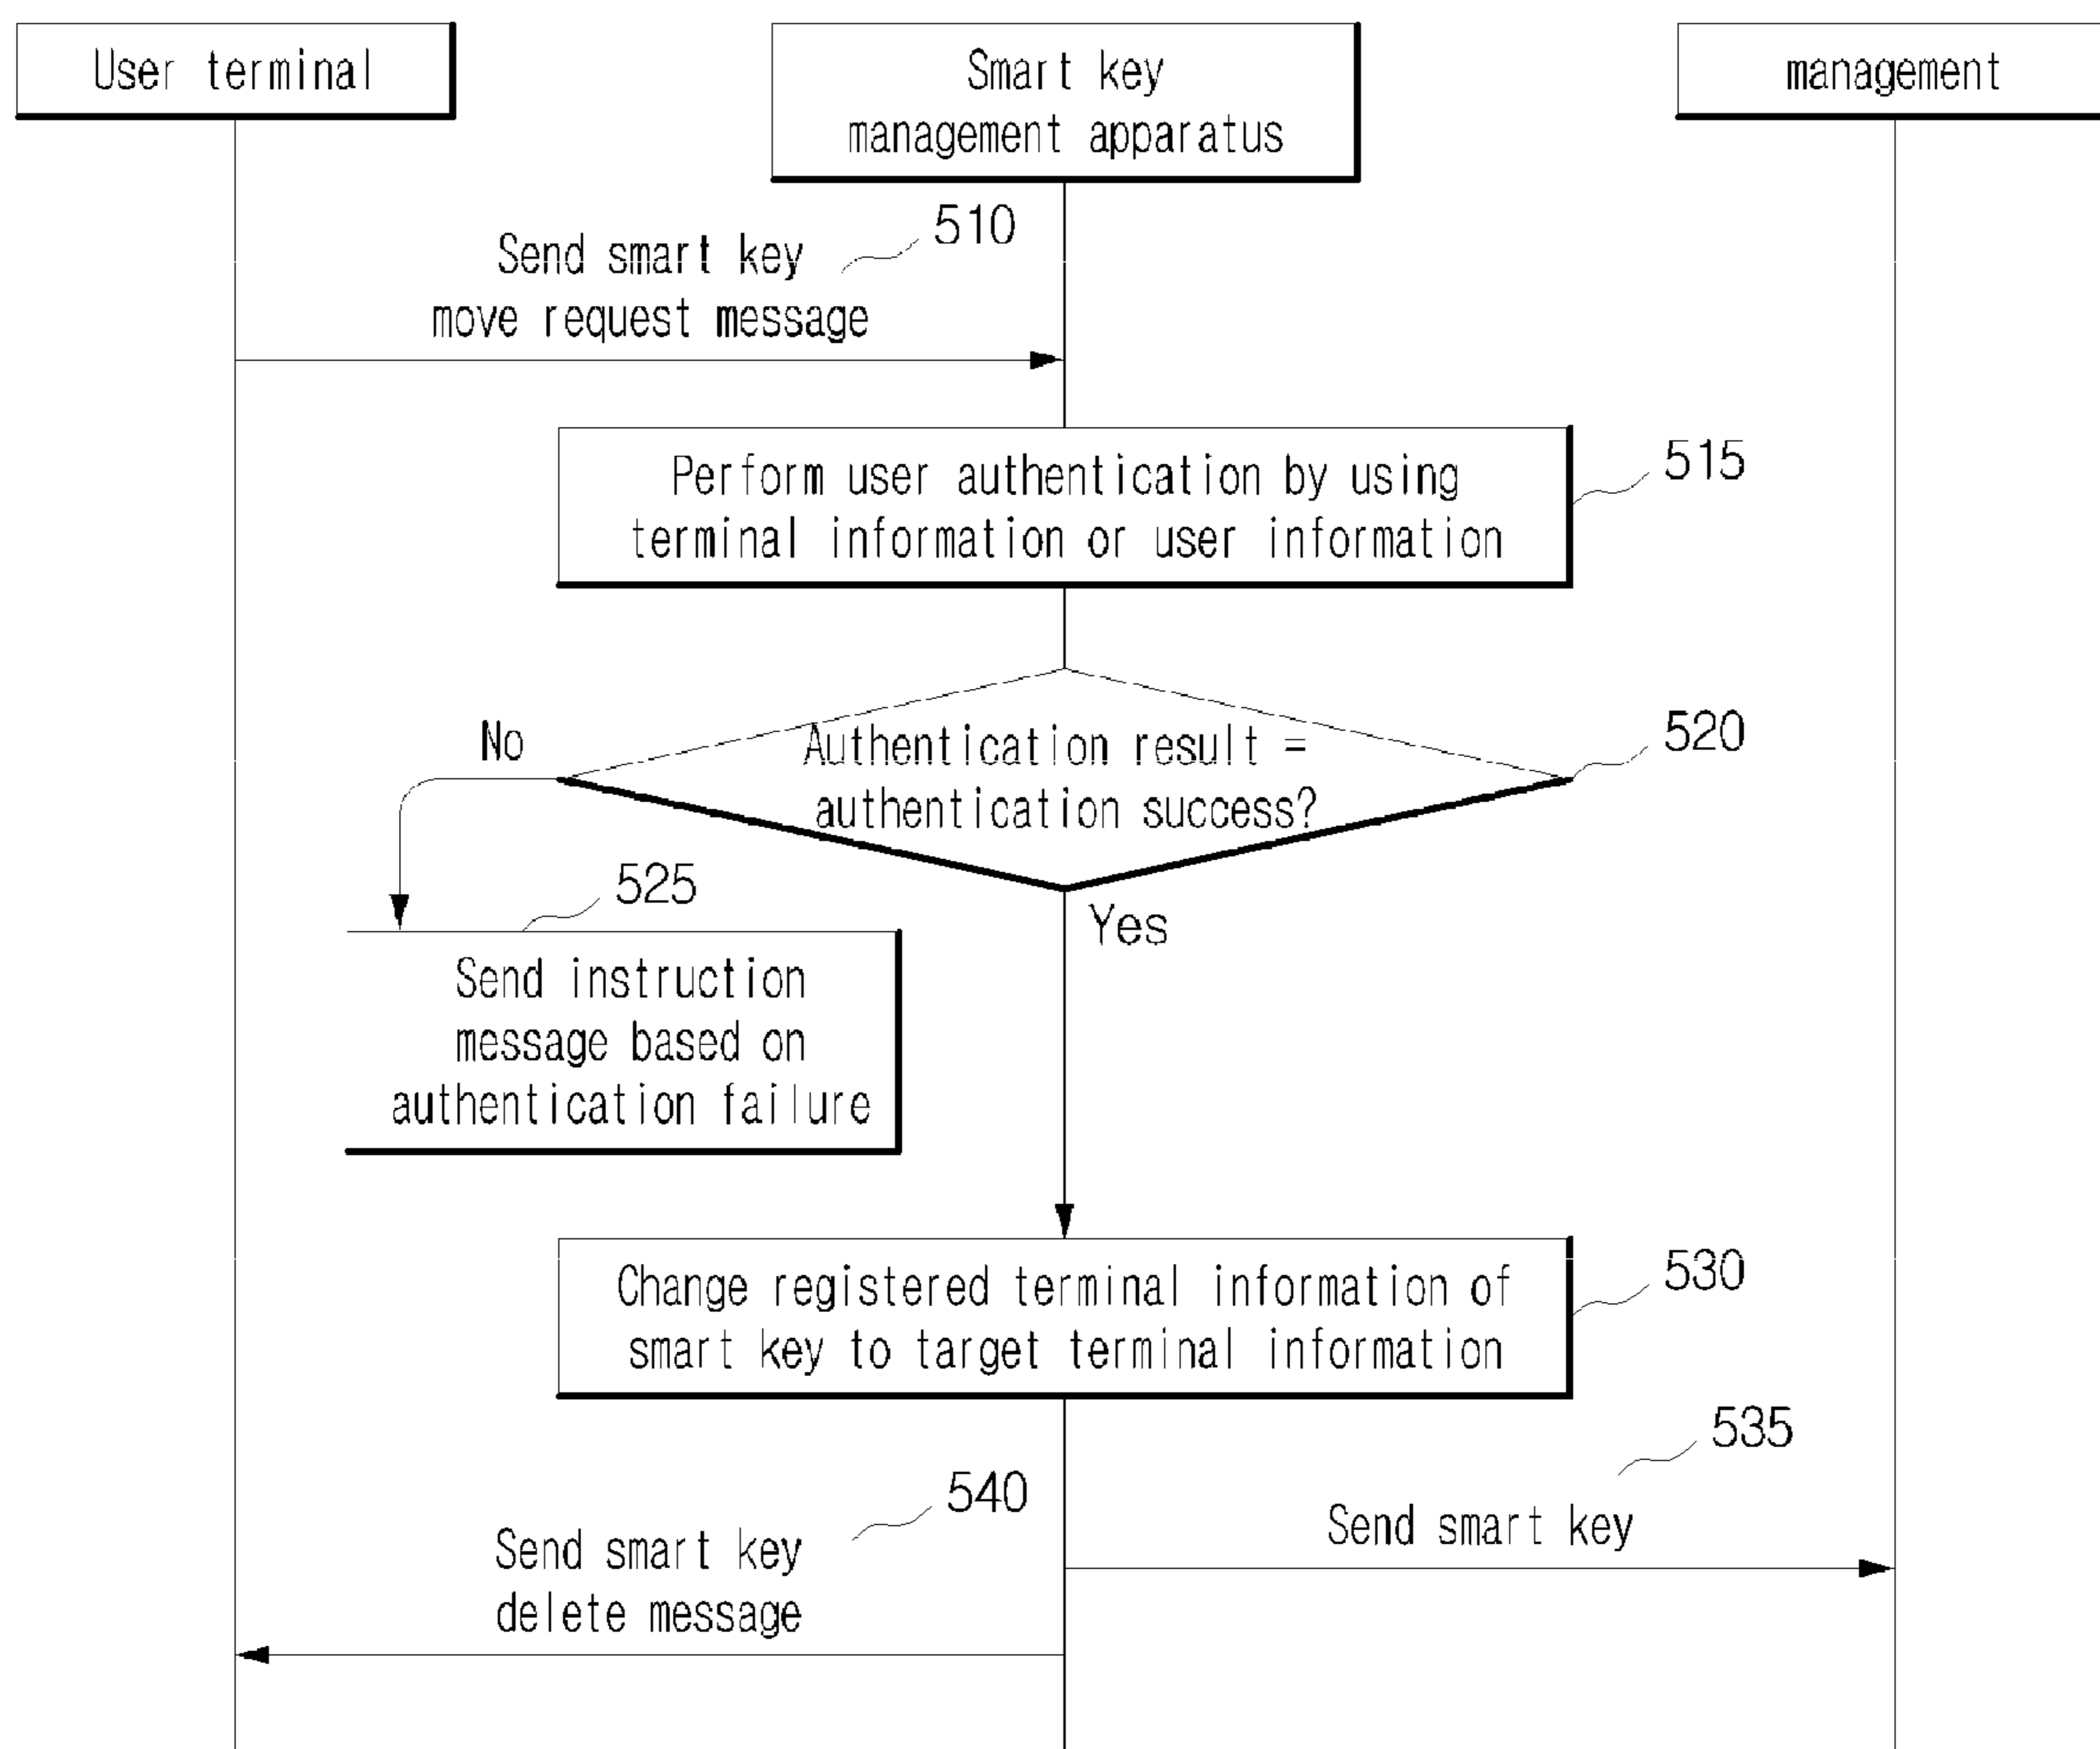 User terminal
Smart key
management apparatus
management
510
Send smart key
move request message
Perform user authentication by using
terminal information or user information
515
No
Authentication result =
authentication success?
520
525
Yes
Send instruction
message based on
authentication failure
Change registered terminal information of
smart key to target terminal information
530
535
540
Send smart key
Send smart key
delete message